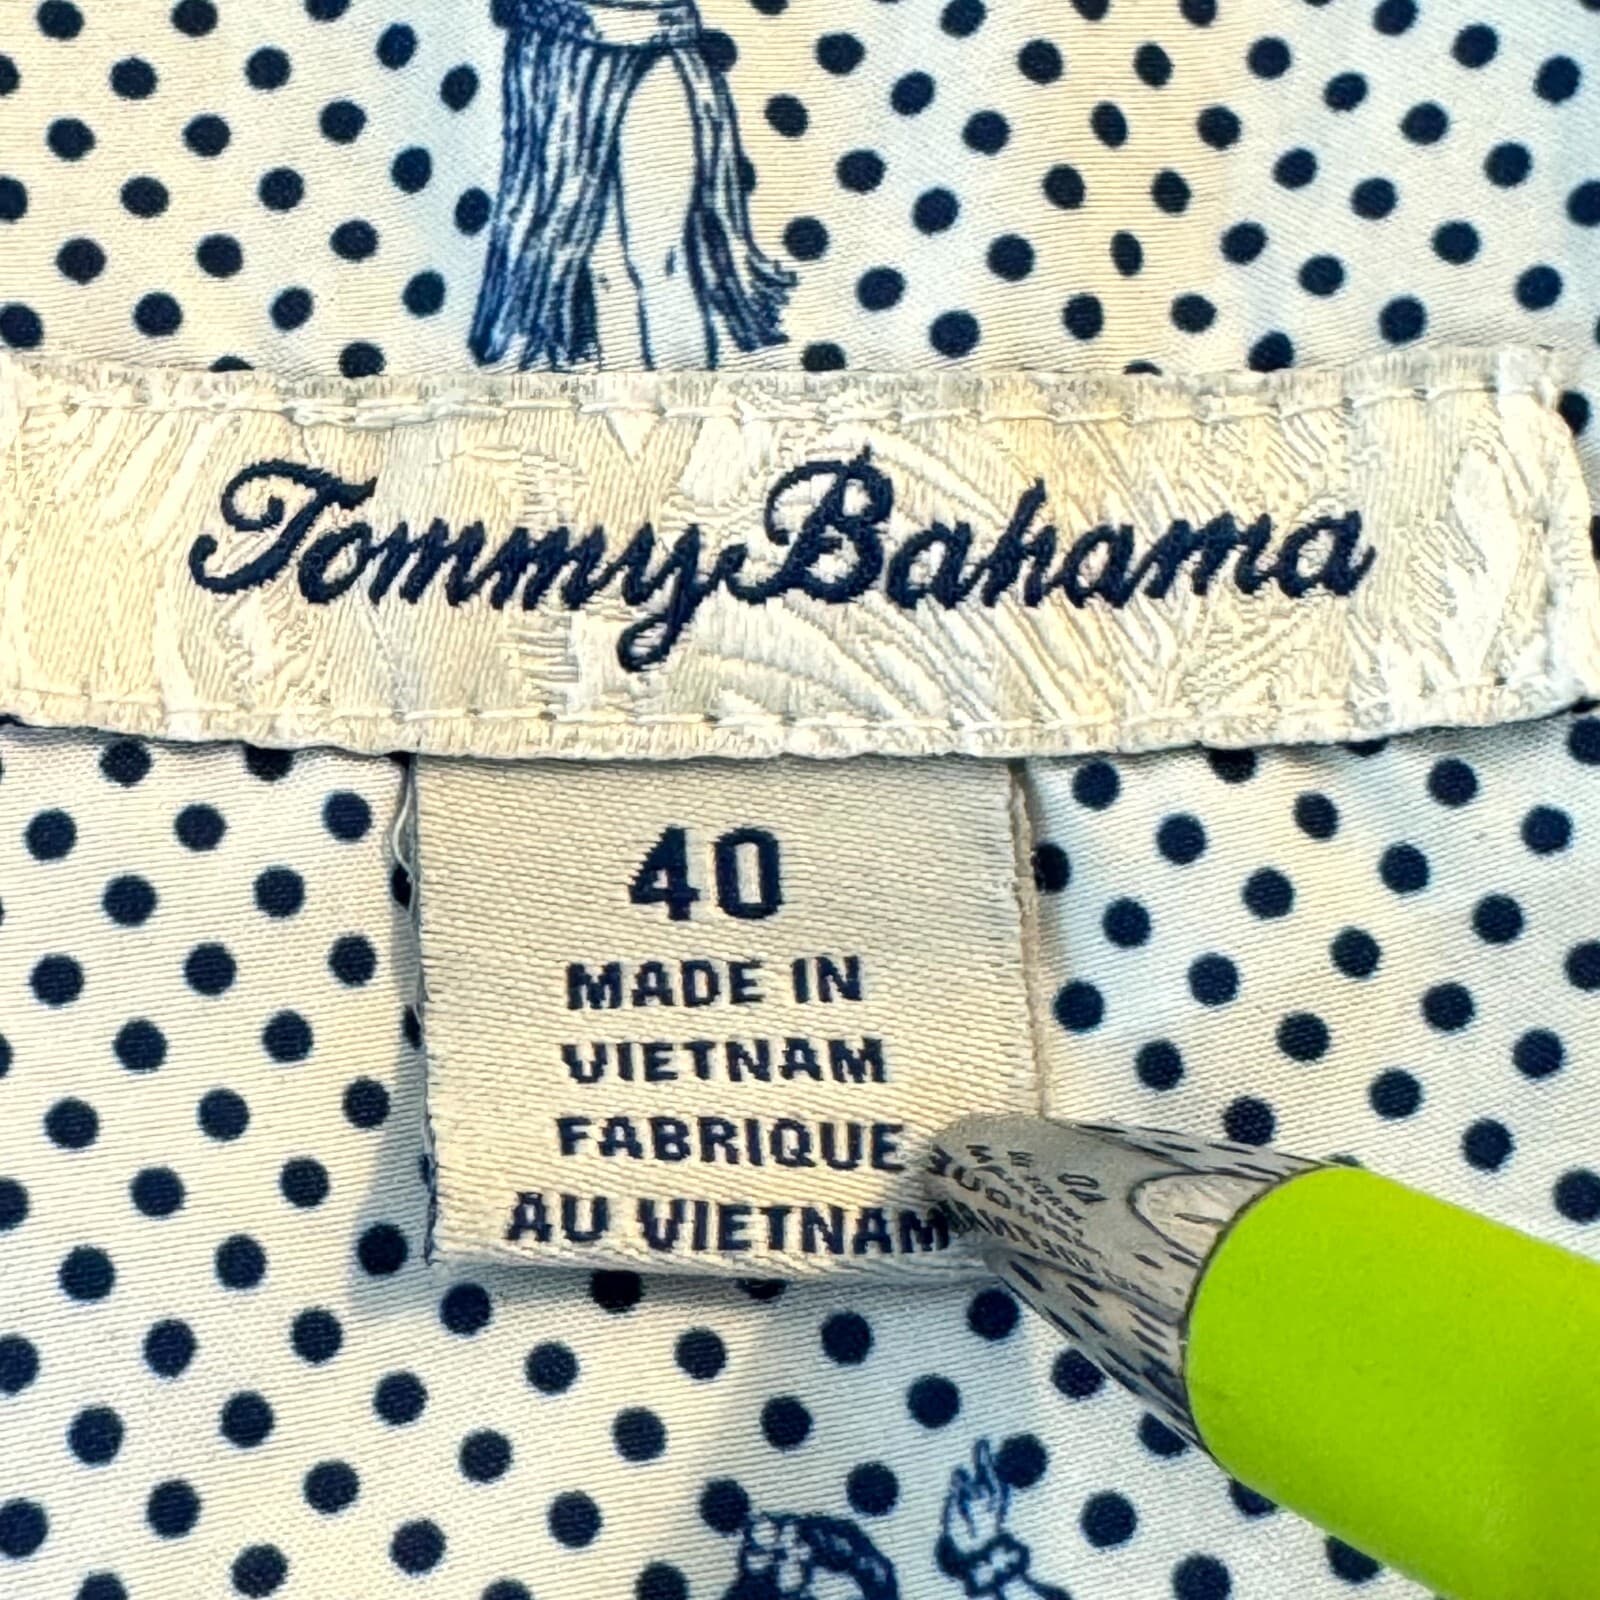 Tommy Bahama
40
MADE IN
VIETNAM
FABRIQUE
AU VIETNAM